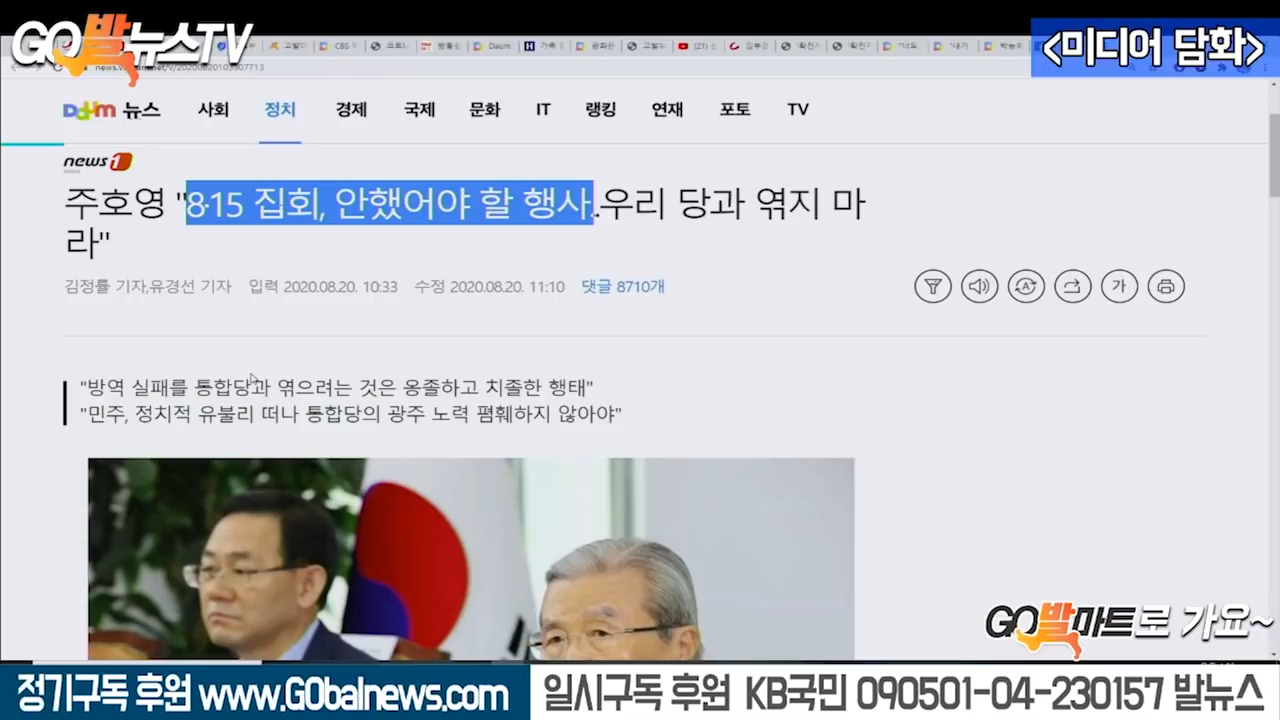 GO발뉴스TV
<미디어 담화>
Daum 뉴스 사회 정치 경제 국제 문화 IT 랭킹 연재 포토 TV
news1
주호영 "8·15 집회, 안했어야 할 행사..우리 당과 엮지 마
라"
김정률 기자,유경선 기자 입력 2020.08.20. 10:33 수정 2020.08.20. 11:10 댓글 8710개
가
"방역 실패를 통합당과 엮으려는 것은 옹졸하고 치졸한 행태"
"민주, 정치적 유불리 떠나 통합당의 광주 노력 폄훼하지 않아야"
GO발마트로 가요~
정기구독 후원 www.GObalnews.com
일시구독 후원 KB국민 090501-04-230157 발뉴스